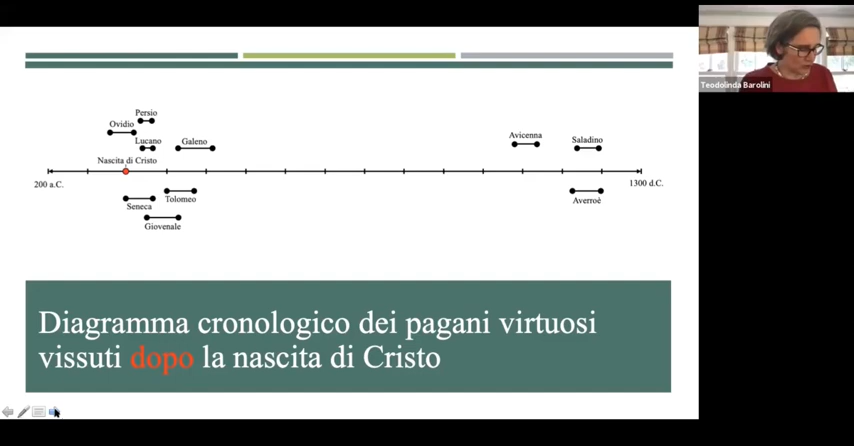 Teodolinda Barolini
Persio
Ovidio
Lucano
Galeno
Avicenna
Saladino
Nascita di Cristo
200 a.C.
1300 d.C.
Tolomeo
Seneca
Averroè
Giovenale
Diagramma cronologico dei pagani virtuosi
vissuti dopo la nascita di Cristo